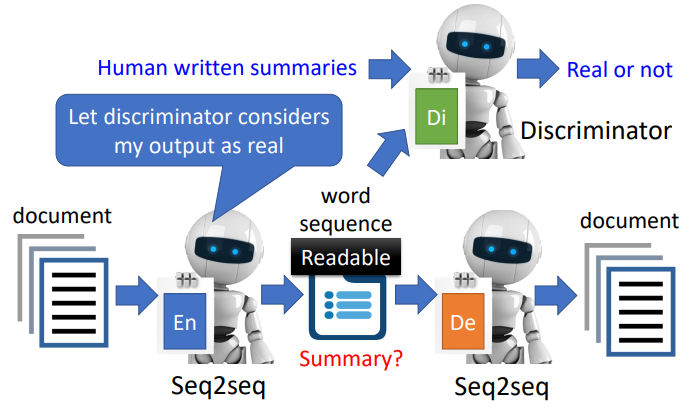 Human written summaries
Di
Real or not
Let discriminator considers
my output as real
Discriminator
document
word
sequence
Readable
document
En
De
Summary?
Seq2seq
Seq2seq